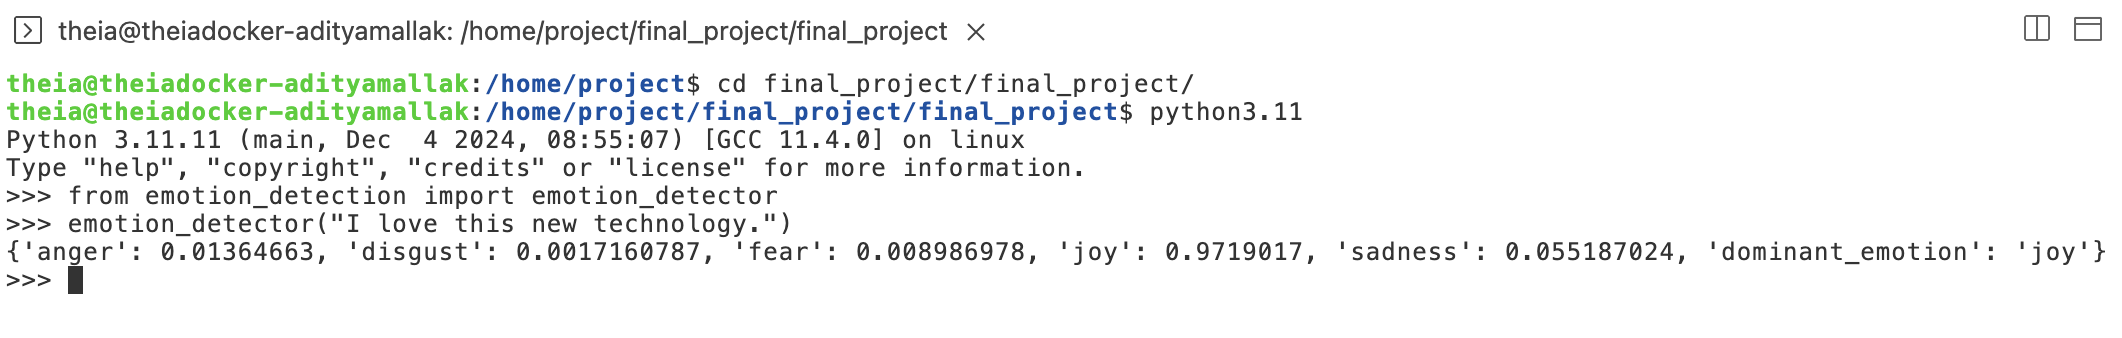 theia@theiadocker-adityamallak: /home/project/final_project/final_project
theia@theiadocker-adityamallak:/home/project$ cd final_project/final_project/
theia@theiadocker-adityamallak:/home/project/final_project/final_project$ python3.11
Python 3.11.11 (main, Dec  4 2024, 08:55:07) [GCC 11.4.0] on linux
Type "help", "copyright", "credits" or "license" for more information.
>>> from emotion_detection import emotion_detector
>>> emotion_detector("I love this new technology.")
{'anger': 0.01364663, 'disgust': 0.0017160787, 'fear': 0.008986978, 'joy': 0.9719017, 'sadness': 0.055187024, 'dominant_emotion': 'joy'}
>>>